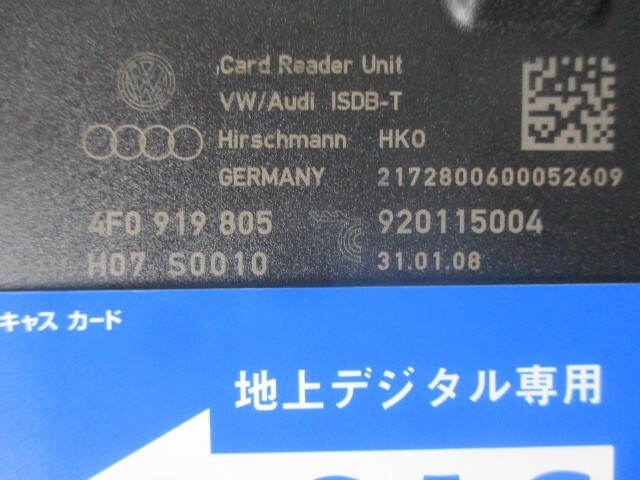 Card Reader Unit
VW/Audi ISDB-T
Hirschmann HK0
GERMANY 2172800600052609
4F0 919 805 920115004
H07 S0010 31.01.08
キャス カード
地上デジタル専用